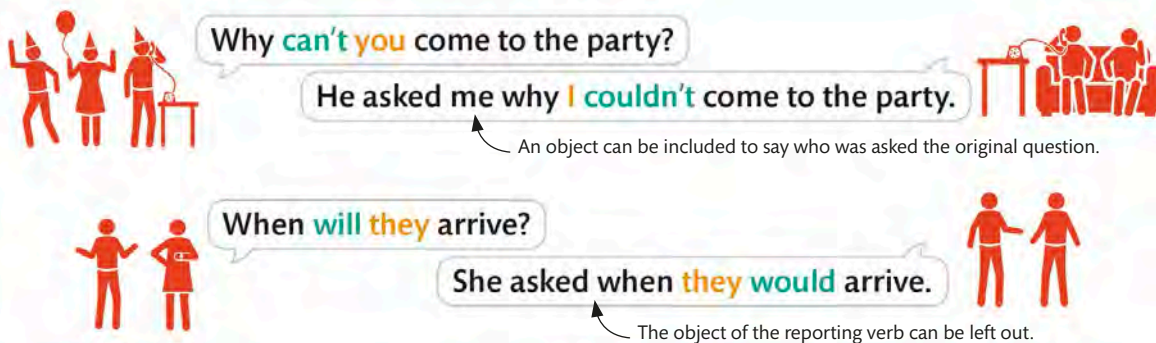 Why can't you come to the party?
He asked me why I couldn't come to the party.
An object can be included to say who was asked the original question.
When will they arrive?
She asked when they would arrive.
The object of the reporting verb can be left out.